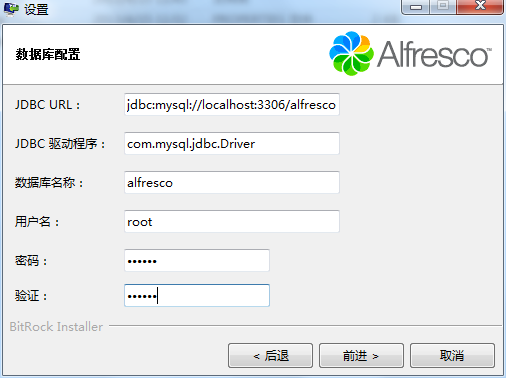 设置
数据库配置
Alfresco™
JDBC URL： jdbc:mysql://localhost:3306/alfresco
JDBC 驱动程序： com.mysql.jdbc.Driver
数据库名称： alfresco
用户名： root
密码： ••••••
验证： ••••••
BitRock Installer
< 后退 前进 > 取消